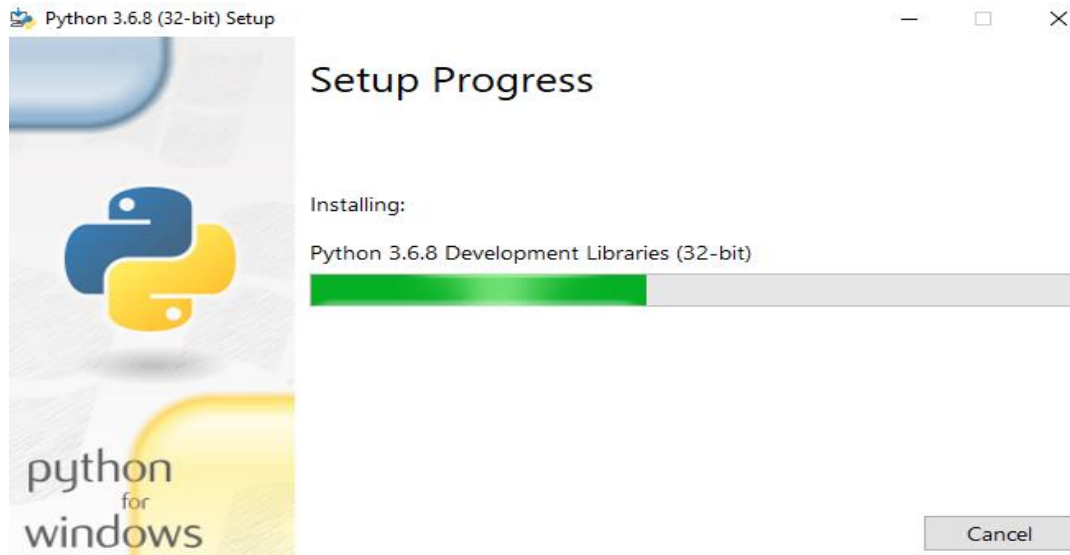 Python 3.6.8 (32-bit) Setup
Setup Progress
Installing:
Python 3.6.8 Development Libraries (32-bit)
python
for
windows
Cancel